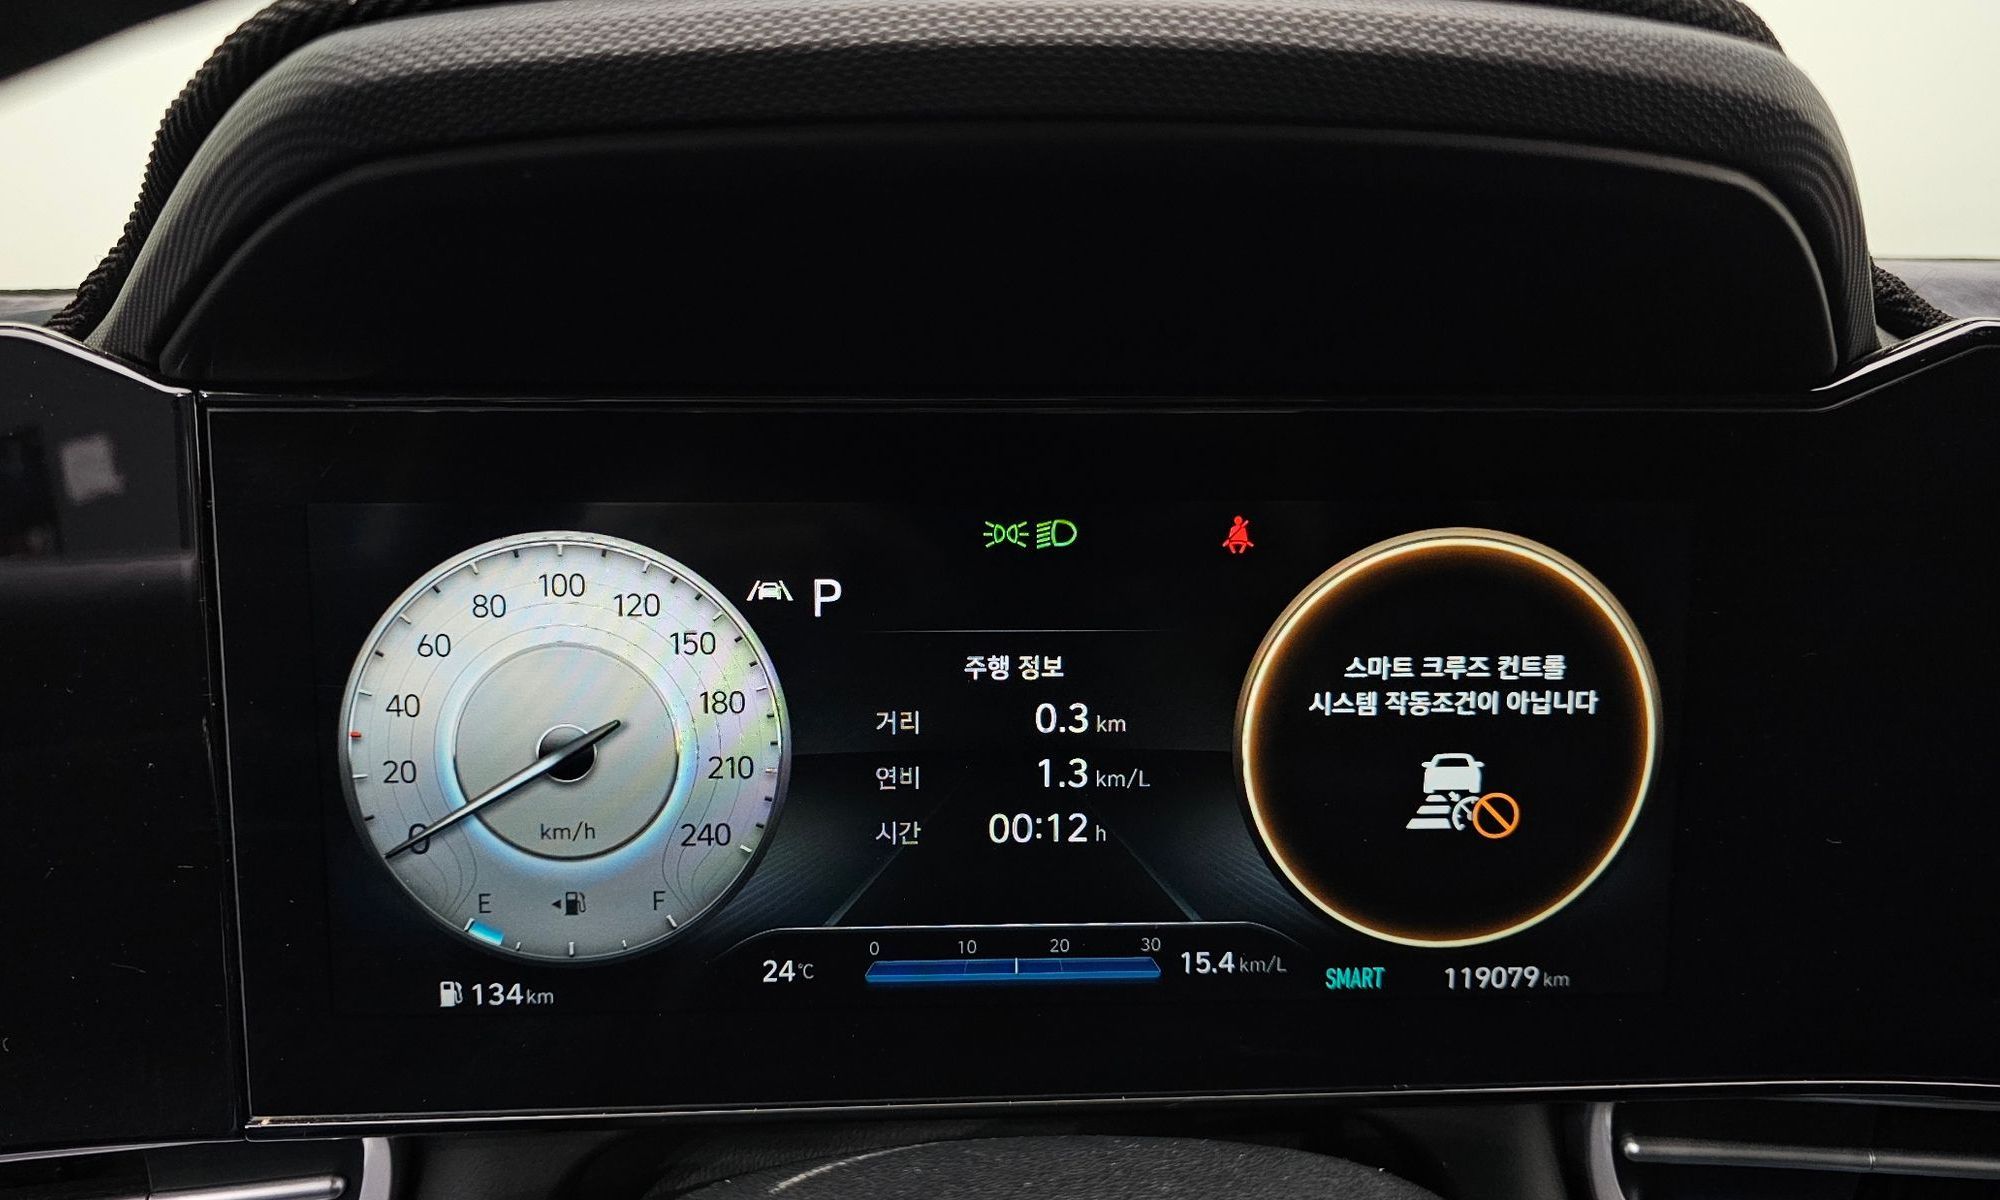 0
20
40
60
80
100
120
150
180
210
240
km/h
E
F
134 km
P
주행 정보
거리 0.3 km
연비 1.3 km/L
시간 00:12 h
24°C
0 10 20 30
15.4 km/L
스마트 크루즈 컨트롤
시스템 작동조건이 아닙니다
SMART
119079 km